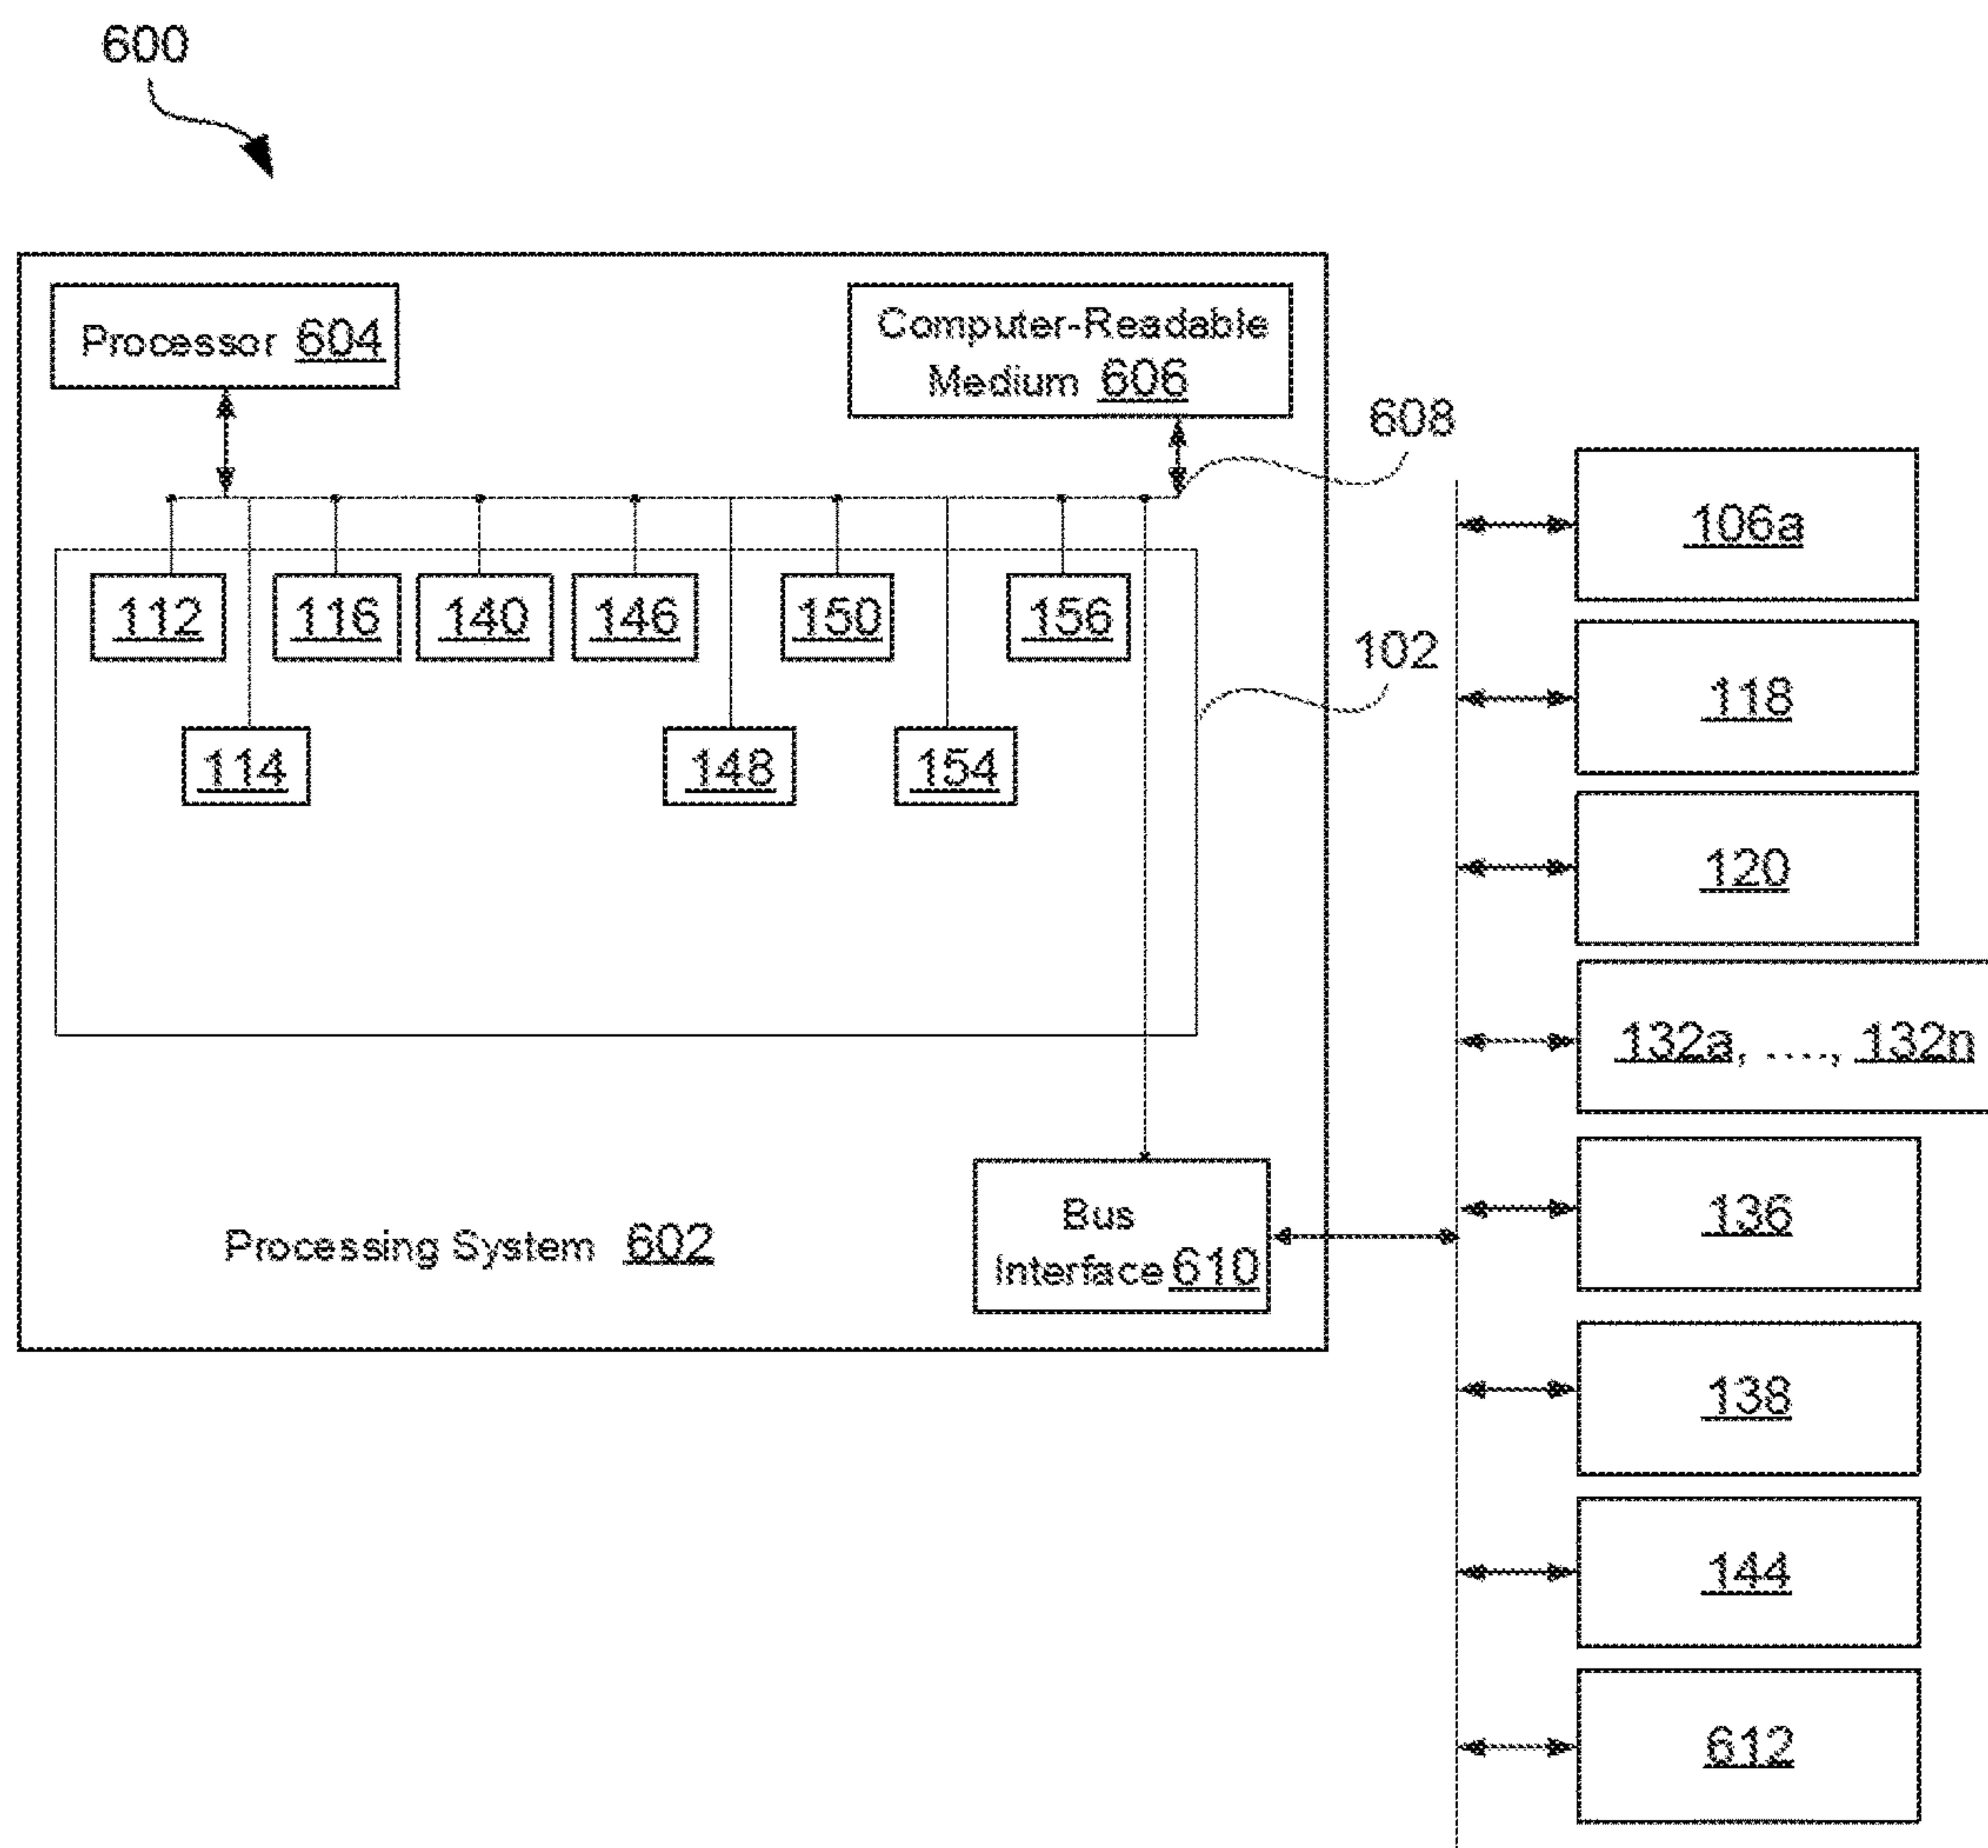 600
Processor 604
Computer-Readable
Medium 606
608
112
116
140
146
150
156
102
114
148
154
Processing System 602
Bus
Interface 610
106a
118
120
132a, ...., 132n
136
138
144
612